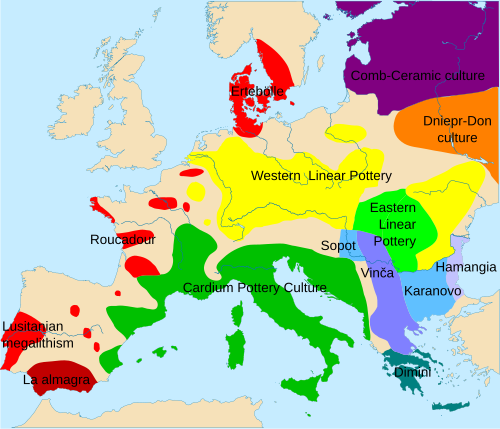 Comb-Ceramic culture
Ertebölle
Dniepr-Don
culture
Western Linear Pottery
Eastern
Linear
Pottery
Roucadour
Sopot
Vinča
Hamangia
Cardium Pottery Culture
Karanovo
Lusitanian
megalithism
La almagra
Dimini